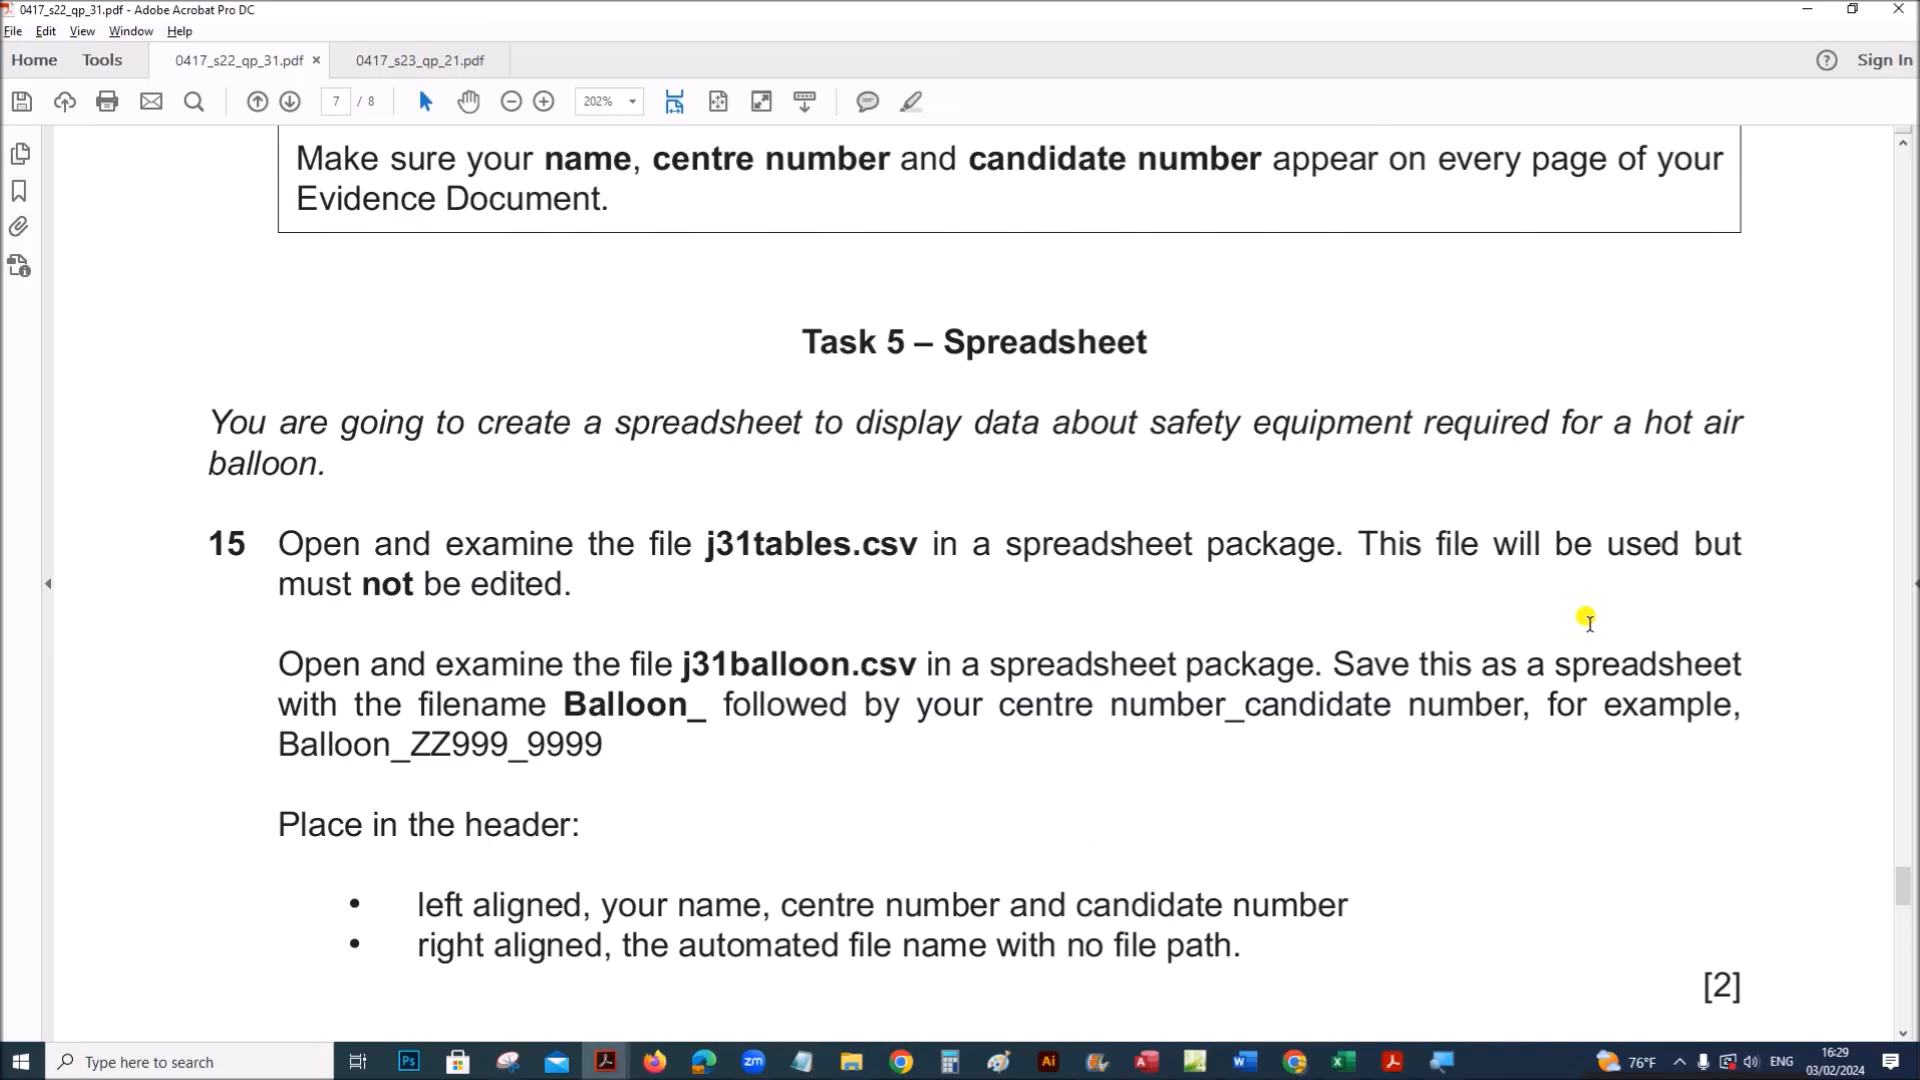 0417_s22_qp_31.pdf - Adobe Acrobat Pro DC
File Edit View Window Help
Home Tools 0417_s22_qp_31.pdf × 0417_s23_qp_21.pdf ? Sign In
7 / 8 202%
Make sure your name, centre number and candidate number appear on every page of your
Evidence Document.
Task 5 – Spreadsheet
You are going to create a spreadsheet to display data about safety equipment required for a hot air
balloon.
15 Open and examine the file j31tables.csv in a spreadsheet package. This file will be used but
must not be edited.
Open and examine the file j31balloon.csv in a spreadsheet package. Save this as a spreadsheet
with the filename Balloon_ followed by your centre number_candidate number, for example,
Balloon_ZZ999_9999
Place in the header:
• left aligned, your name, centre number and candidate number
• right aligned, the automated file name with no file path.
[2]
Type here to search Ps zm Ai 76°F ENG 16:29
03/02/2024